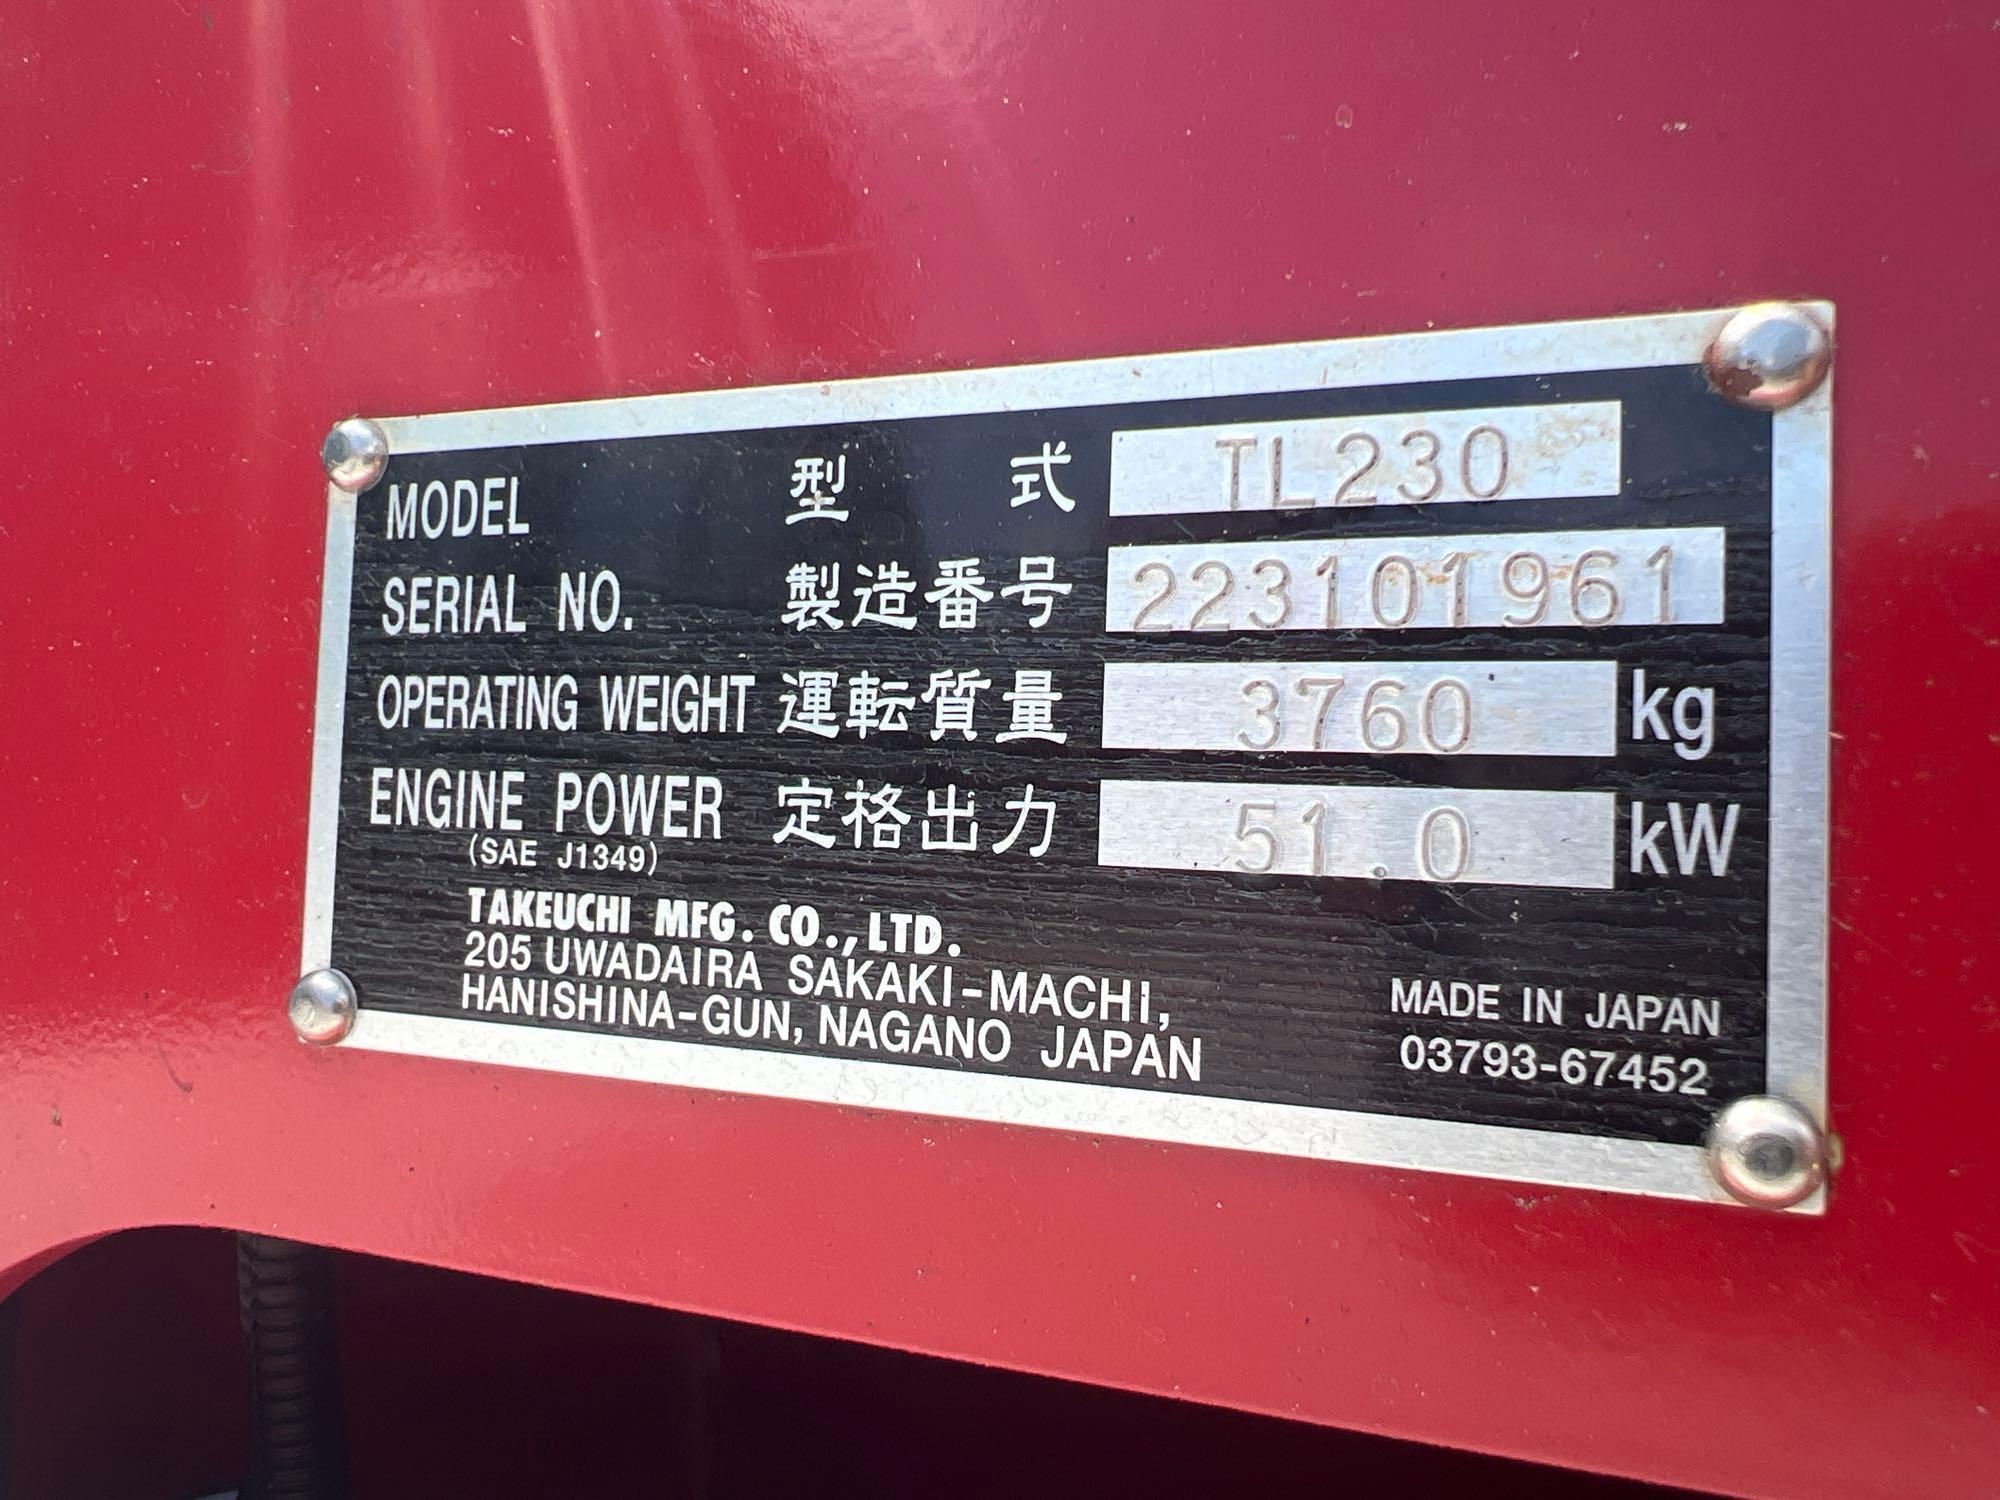 MODEL 型式 TL230
SERIAL NO. 製造番号 223101961
OPERATING WEIGHT 運転質量 3760 kg
ENGINE POWER 定格出力 51.0 kW
(SAE J1349)
TAKEUCHI MFG. CO., LTD.
205 UWADAIRA SAKAKI-MACHI,
HANISHINA-GUN, NAGANO JAPAN
MADE IN JAPAN
03793-67452